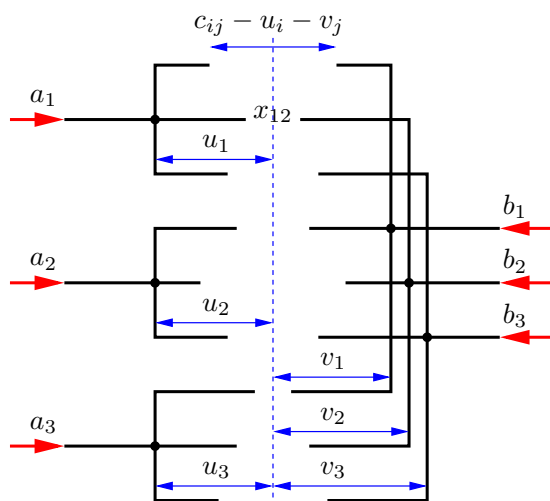 c_{ij} − u_i − v_j
a_1
x_{12}
u_1
b_1
a_2
b_2
u_2
b_3
v_1
a_3
v_2
u_3
v_3